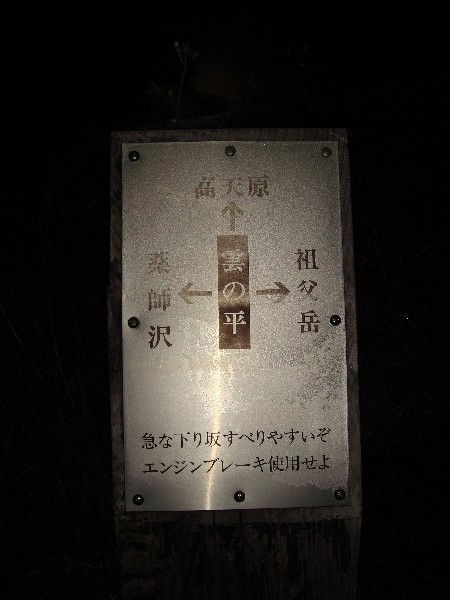 高天原
薬師沢
雲の平
祖父岳
急な下り坂すべりやすいぞ
エンジンブレーキ使用せよ